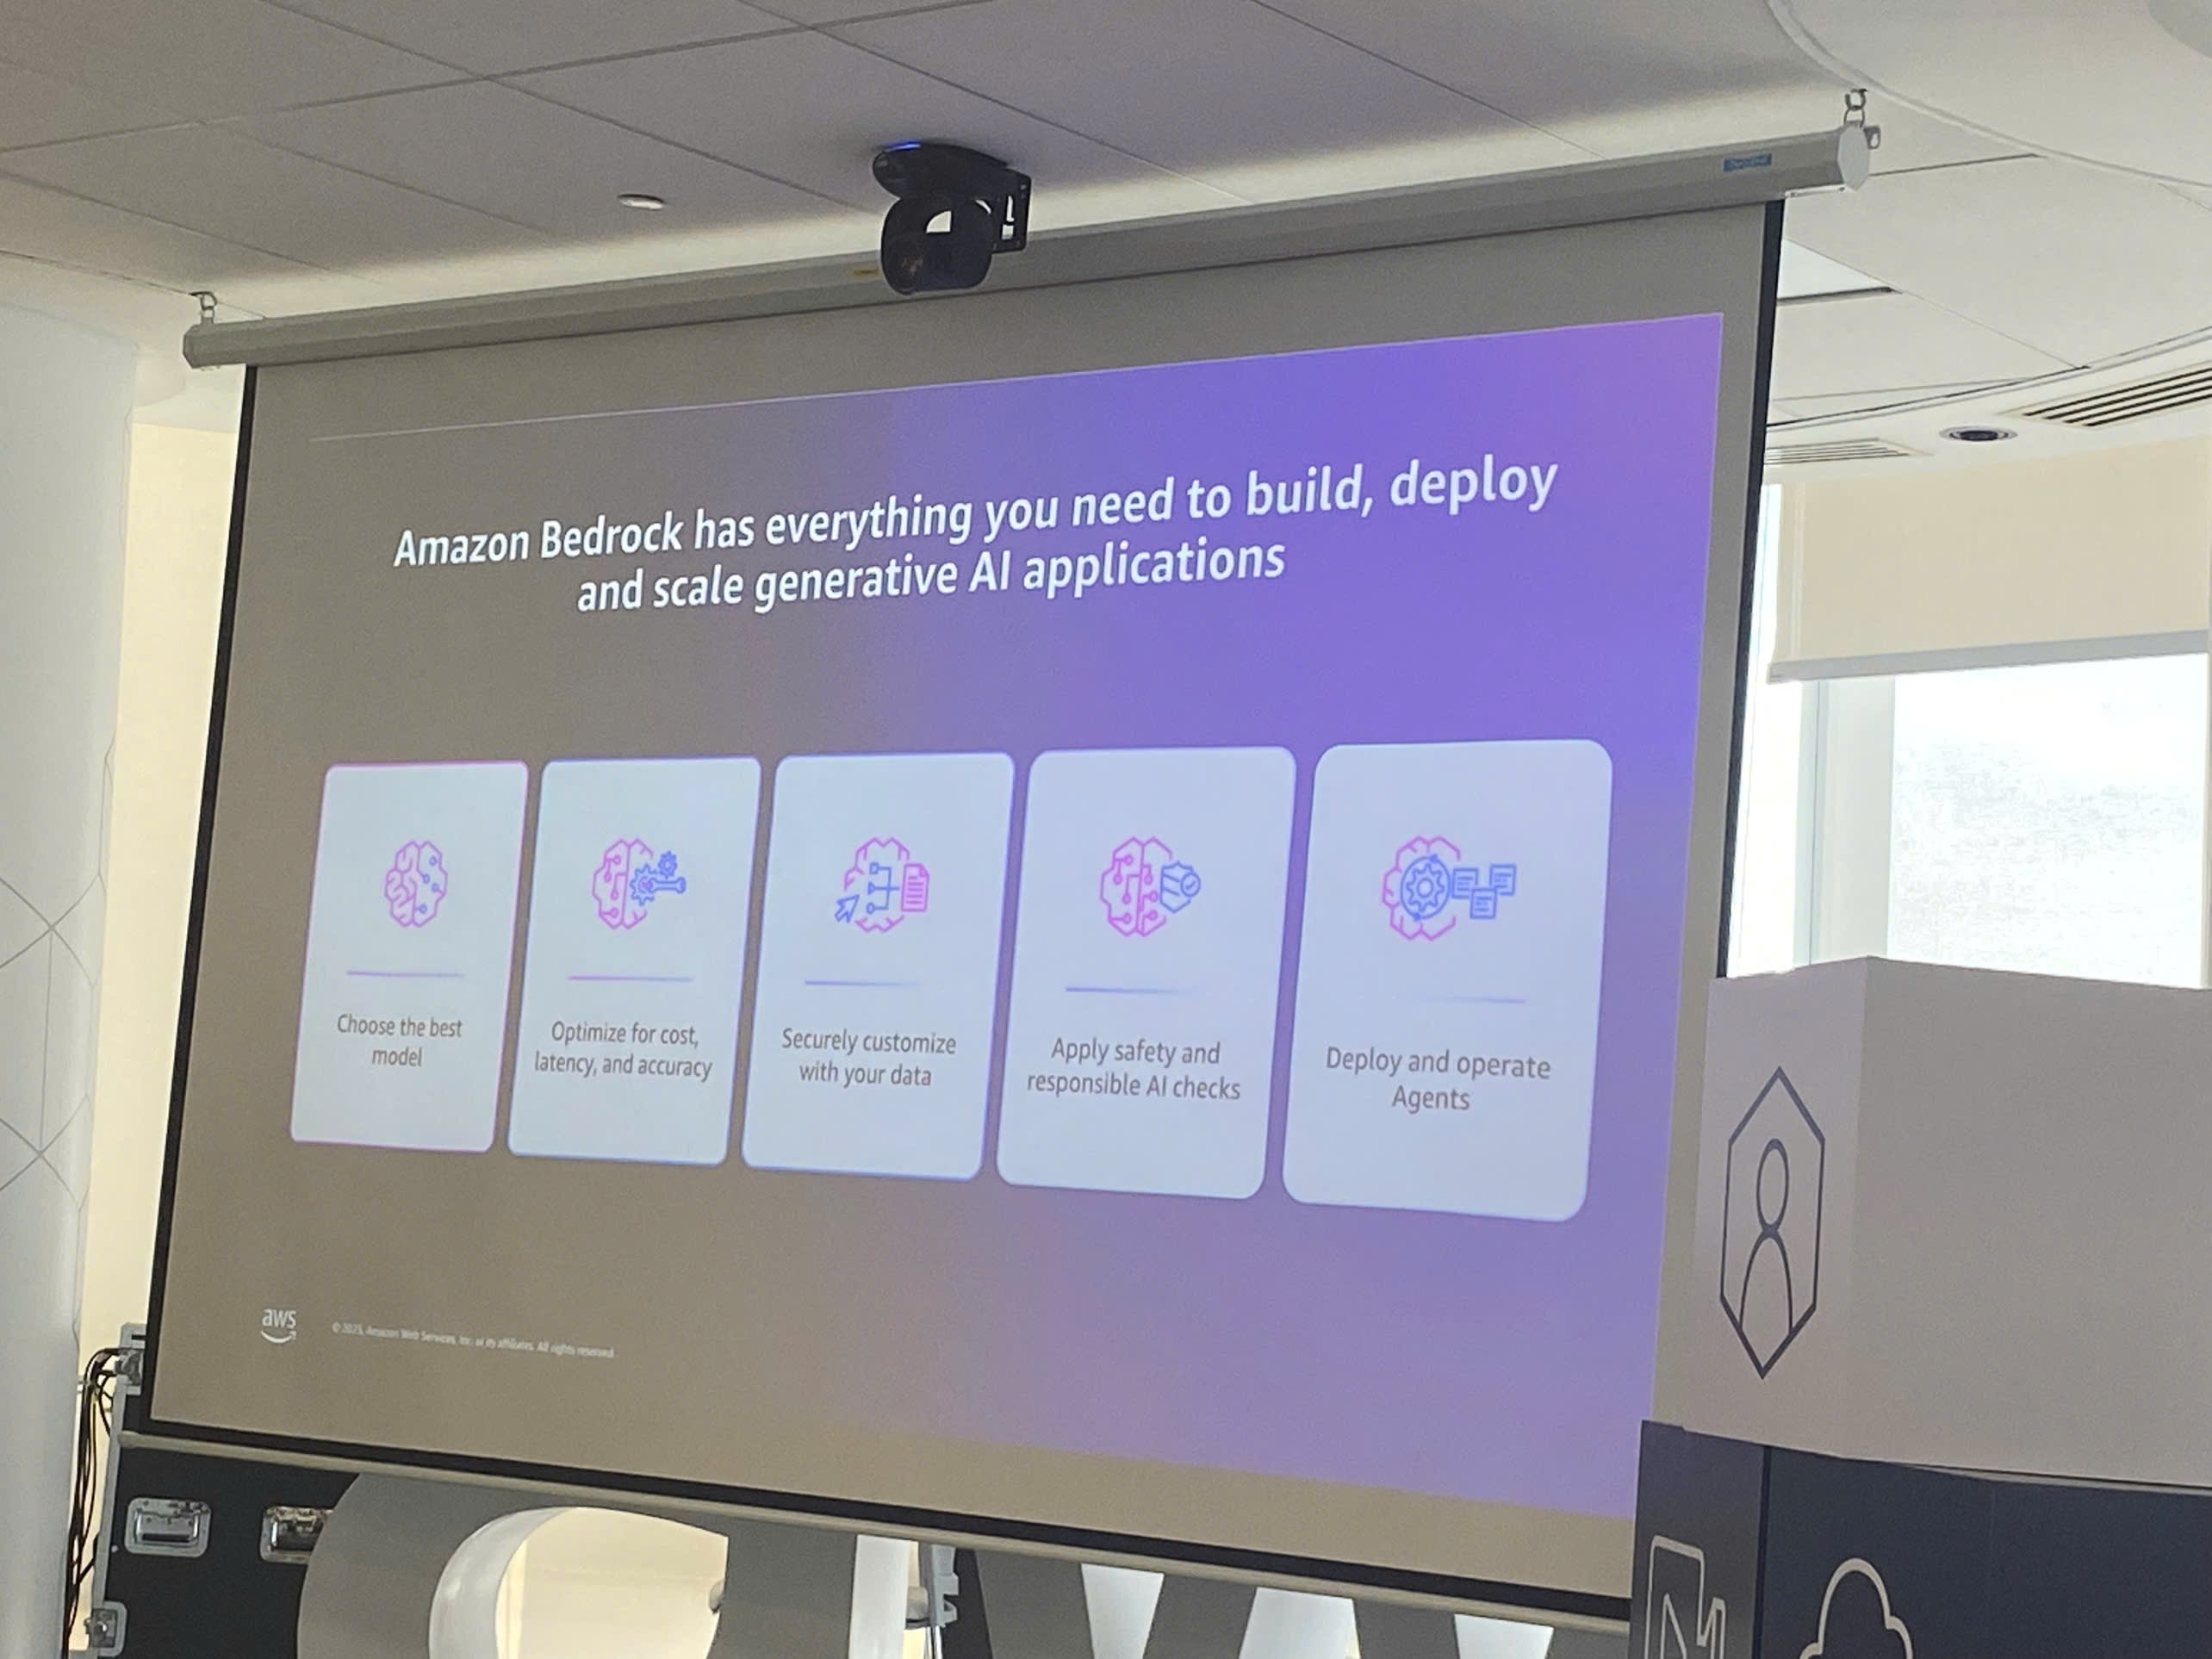 Amazon Bedrock has everything you need to build, deploy
and scale generative AI applications
Choose the best
model
Optimize for cost,
latency, and accuracy
Securely customize
with your data
Apply safety and
responsible AI checks
Deploy and operate
Agents
aws
© 2025, Amazon Web Services, Inc. or its affiliates. All rights reserved.